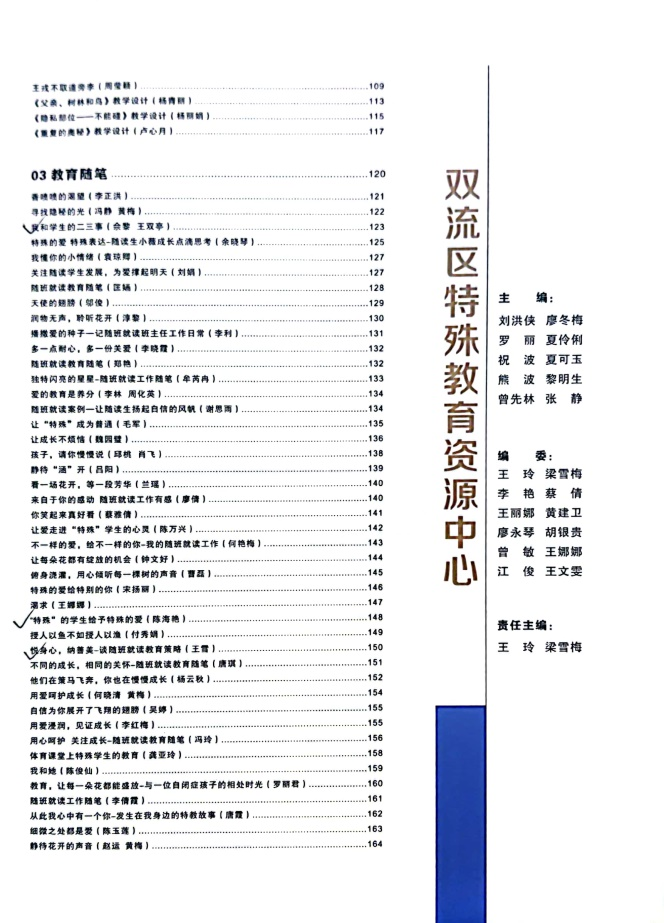 王戎不取道旁李（周莹颖）109
《父亲、树林和鸟》教学设计（杨青丽）113
《隐私部位——不能碰》教学设计（杨丽娟）115
《重复的奥秘》教学设计（卢心月）117
03 教育随笔 120
善喳喳的渴望（李正洪）121
寻找隐秘的光（冯静 黄梅）122
我和学生的二三事（佘黎 王双亭）123
特殊的爱 特殊表达-随读生小薇成长点滴思考（余晓琴）125
我懂你的小情绪（袁琼卿）127
关注随读学生发展，为爱撑起明天（刘娟）127
随班就读教育随笔（匡婳）128
天使的翅膀（邬俊）129
润物无声，聆听花开（淳黎）130
播撒爱的种子一记随班就读班主任工作日常（李利）131
多一点耐心，多一份关爱（李晓霞）132
随班就读教育随笔（郑艳）132
独特闪亮的星星-随班就读工作随笔（牟芮冉）133
爱的教育是养分（李林 周化英）134
随班就读案例一让随读生扬起自信的风帆（谢思雨）134
让“特殊”成为普通（毛军）135
让成长不烦恼（魏园璧）136
孩子，请你慢慢说（邱桃 肖飞）138
静待“涵”开（吕阳）139
看一场花开，等一段芳华（兰瑶）140
来自于你的感动 随班就读工作有感（廖倩）140
你笑起来真好看（蔡雅倩）141
让爱走进“特殊”学生的心灵（陈万兴）142
不一样的爱，给不一样的你-我的随班就读工作（何艳梅）143
让每朵花都有绽放的机会（钟文好）144
俯身浇灌，用心倾听每一棵树的声音（曹磊）145
特殊的爱给特别的你（宋扬丽）146
渴求（王娜娜）147
“特殊”的学生给予特殊的爱（陈海艳）148
授人以鱼不如授人以渔（付秀娟）149
悦身心，纳善美-谈随班就读教育策略（王雪）150
不同的成长，相同的关怀-随班就读教育随笔（唐琪）151
他们在策马飞奔，你也在慢慢成长（杨云秋）152
用爱呵护成长（何晓清 黄梅）154
自信为你展开了飞翔的翅膀（吴婷）155
用爱浸润，见证成长（李红梅）155
用心呵护 关注成长-随班就读教育随笔（冯玲）156
体育课堂上特殊学生的教育（龚亚玲）158
我和她（陈俊仙）159
教育，让每一朵花都能盛放-与一位自闭症孩子的相处时光（罗丽君）160
随班就读工作随笔（李倩霞）161
从此我心中有一个你-发生在我身边的特教故事（唐霞）162
细微之处都是爱（陈玉莲）163
静待花开的声音（赵运 黄梅）164
双流区特殊教育资源中心
主 编：
刘洪侠 廖冬梅
罗 丽 夏伶俐
祝 波 夏可玉
熊 波 黎明生
曾先林 张 静
编 委：
王 玲 梁雪梅
李 艳 蔡 倩
王丽娜 黄建卫
廖永琴 胡银贵
曾 敏 王娜娜
江 俊 王文雯
责任主编：
王 玲 梁雪梅